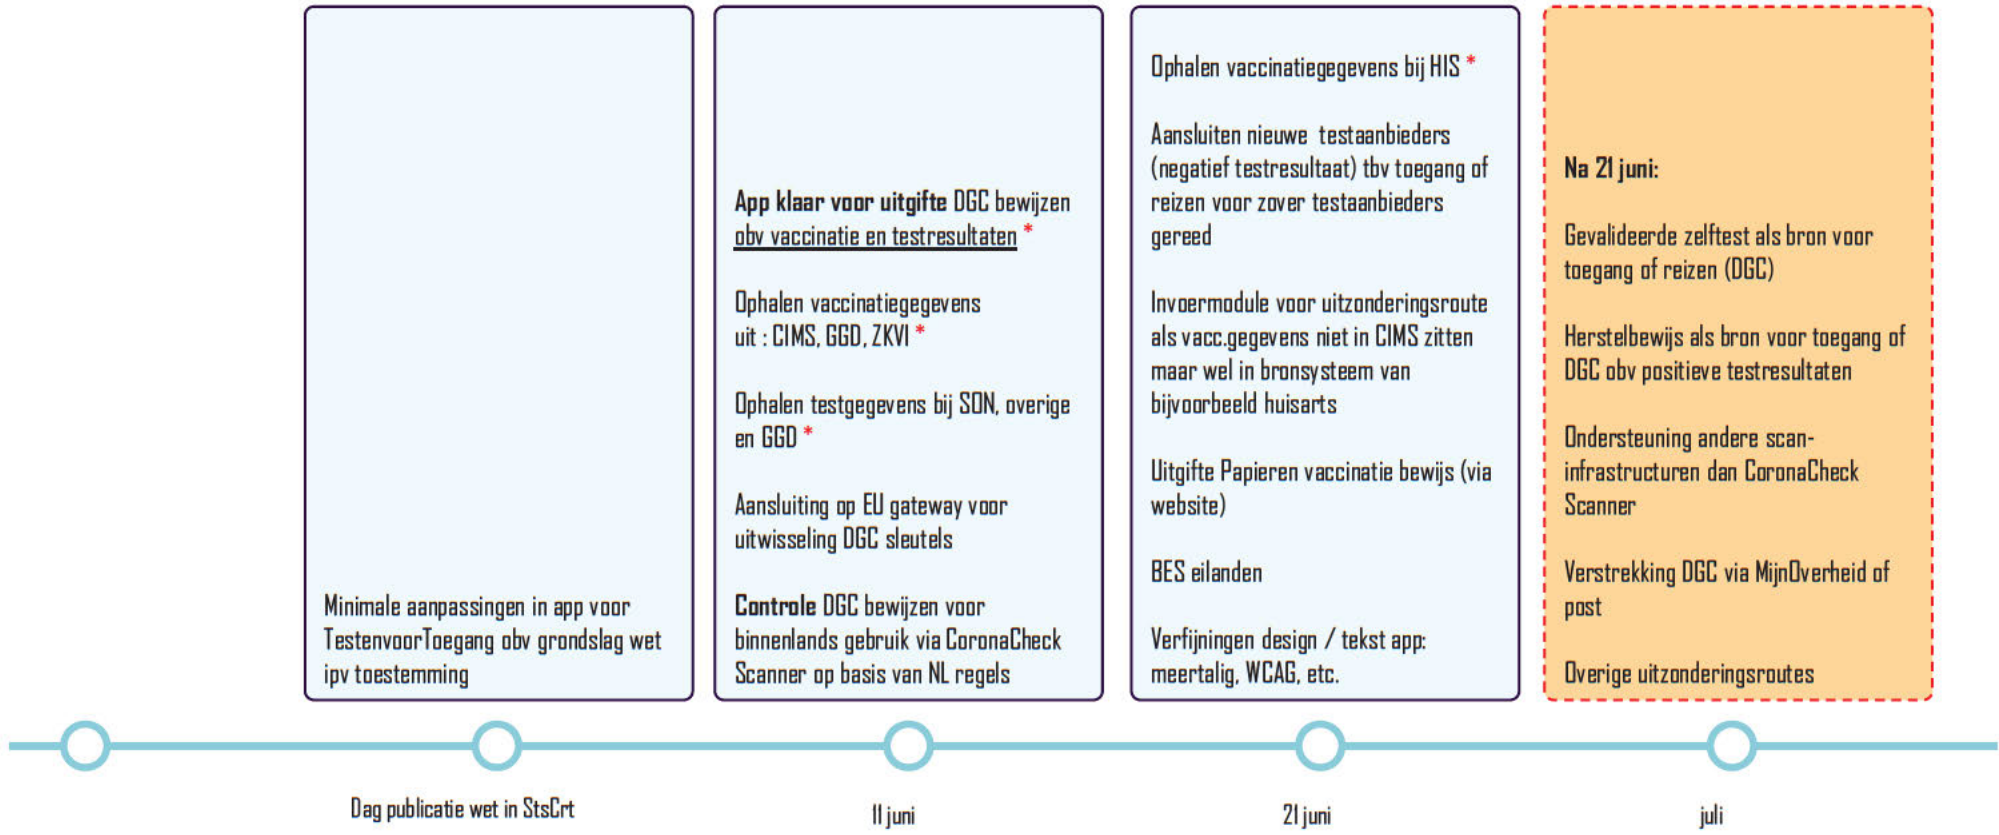 Minimale aanpassingen in app voor
TestenvoorToegang obv grondslag wet
ipv toestemming
App klaar voor uitgifte DGC bewijzen
obv vaccinatie en testresultaten *
Ophalen vaccinatiegegevens
uit : CIMS, GGD, ZKVI *
Ophalen testgegevens bij SON, overige
en GGD *
Aansluiting op EU gateway voor
uitwisseling DGC sleutels
Controle DGC bewijzen voor
binnenlands gebruik via CoronaCheck
Scanner op basis van NL regels
Ophalen vaccinatiegegevens bij HIS *
Aansluiten nieuwe testaanbieders
(negatief testresultaat) tbv toegang of
reizen voor zover testaanbieders
gereed
Invoermodule voor uitzonderingsroute
als vacc.gegevens niet in CIMS zitten
maar wel in bronsysteem van
bijvoorbeeld huisarts
Uitgifte Papieren vaccinatie bewijs (via
website)
BES eilanden
Verfijningen design / tekst app:
meertalig, WCAG, etc.
Na 21 juni:
Gevalideerde zelftest als bron voor
toegang of reizen (DGC)
Herstelbewijs als bron voor toegang of
DGC obv positieve testresultaten
Ondersteuning andere scan-
infrastructuren dan CoronaCheck
Scanner
Verstrekking DGC via MijnOverheid of
post
Overige uitzonderingsroutes
Dag publicatie wet in StsCrt
11 juni
21 juni
juli